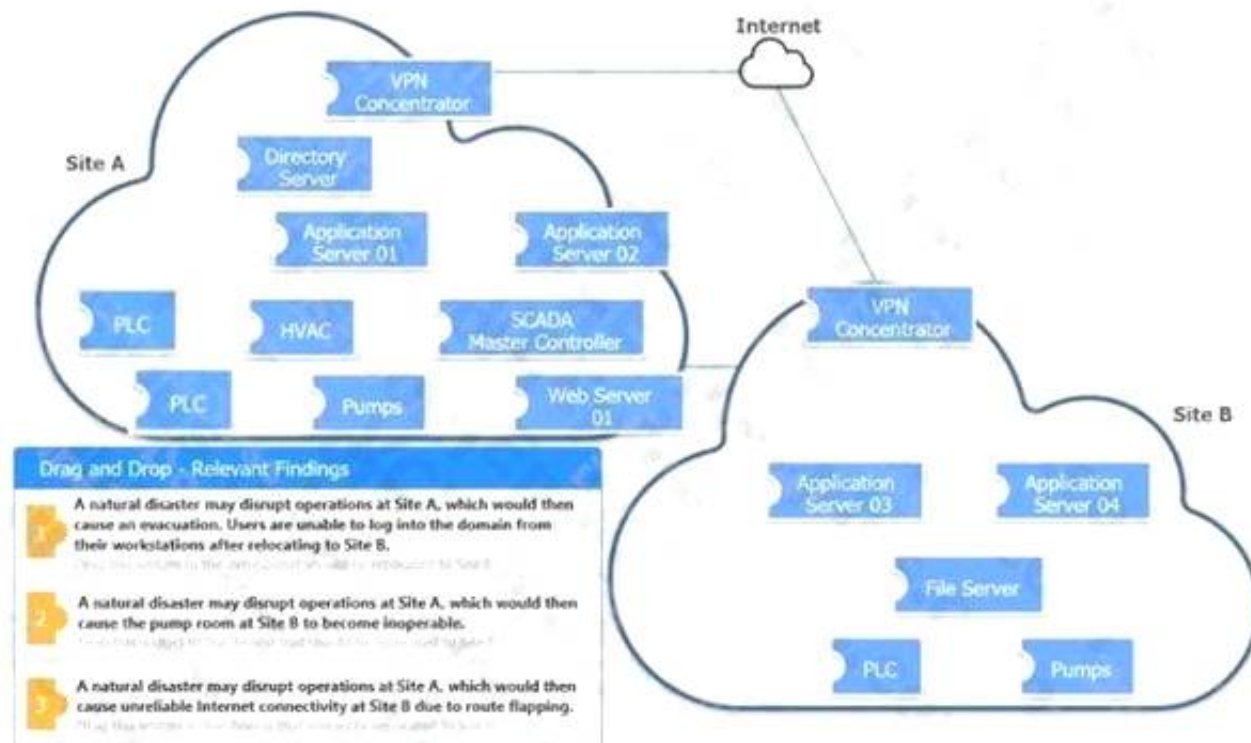 Internet
VPN
Concentrator
Site A
Directory
Server
Application
Server 01
Application
Server 02
VPN
Concentrator
PLC
HVAC
SCADA
Master Controller
PLC
Pumps
Web Server
01
Site B
Drag and Drop - Relevant Findings
1
A natural disaster may disrupt operations at Site A, which would then
cause an evacuation. Users are unable to log into the domain from
their workstations after relocating to Site B.
2
A natural disaster may disrupt operations at Site A, which would then
cause the pump room at Site B to become inoperable.
3
A natural disaster may disrupt operations at Site A, which would then
cause unreliable Internet connectivity at Site B due to route flapping.
Application
Server 03
Application
Server 04
File Server
PLC
Pumps